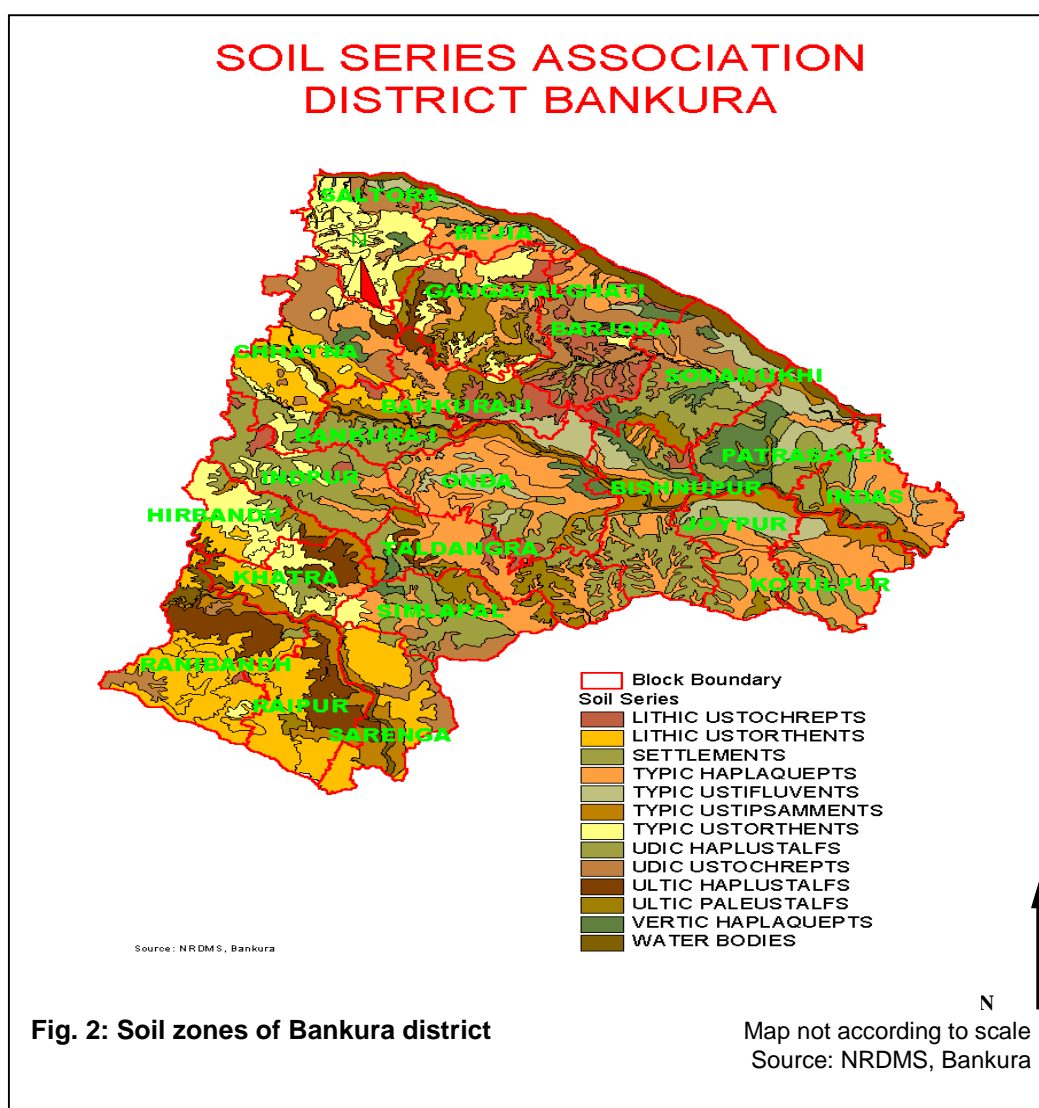 SOIL SERIES ASSOCIATION
DISTRICT BANKURA
SALTORA
N
MEJIA
GANGAJALGHATI
BARJORA
CHHATNA
SONAMUKHI
BANKURA-II
BANKURA-I
PATRASAYER
INDPUR
ONDA
BISHNUPUR
INDAS
HIRBANDH
JOYPUR
TALDANGRA
KHATRA
KOTULPUR
SIMLAPAL
RANIBANDH
RAIPUR
SARENGA
Block Boundary
Soil Series
LITHIC USTOCHREPTS
LITHIC USTORTHENTS
SETTLEMENTS
TYPIC HAPLAQUEPTS
TYPIC USTIFLUVENTS
TYPIC USTIPSAMMENTS
TYPIC USTORTHENTS
UDIC HAPLUSTALFS
UDIC USTOCHREPTS
ULTIC HAPLUSTALFS
ULTIC PALEUSTALFS
VERTIC HAPLAQUEPTS
WATER BODIES
Source: NRDMS, Bankura
N
Fig. 2: Soil zones of Bankura district
Map not according to scale
Source: NRDMS, Bankura